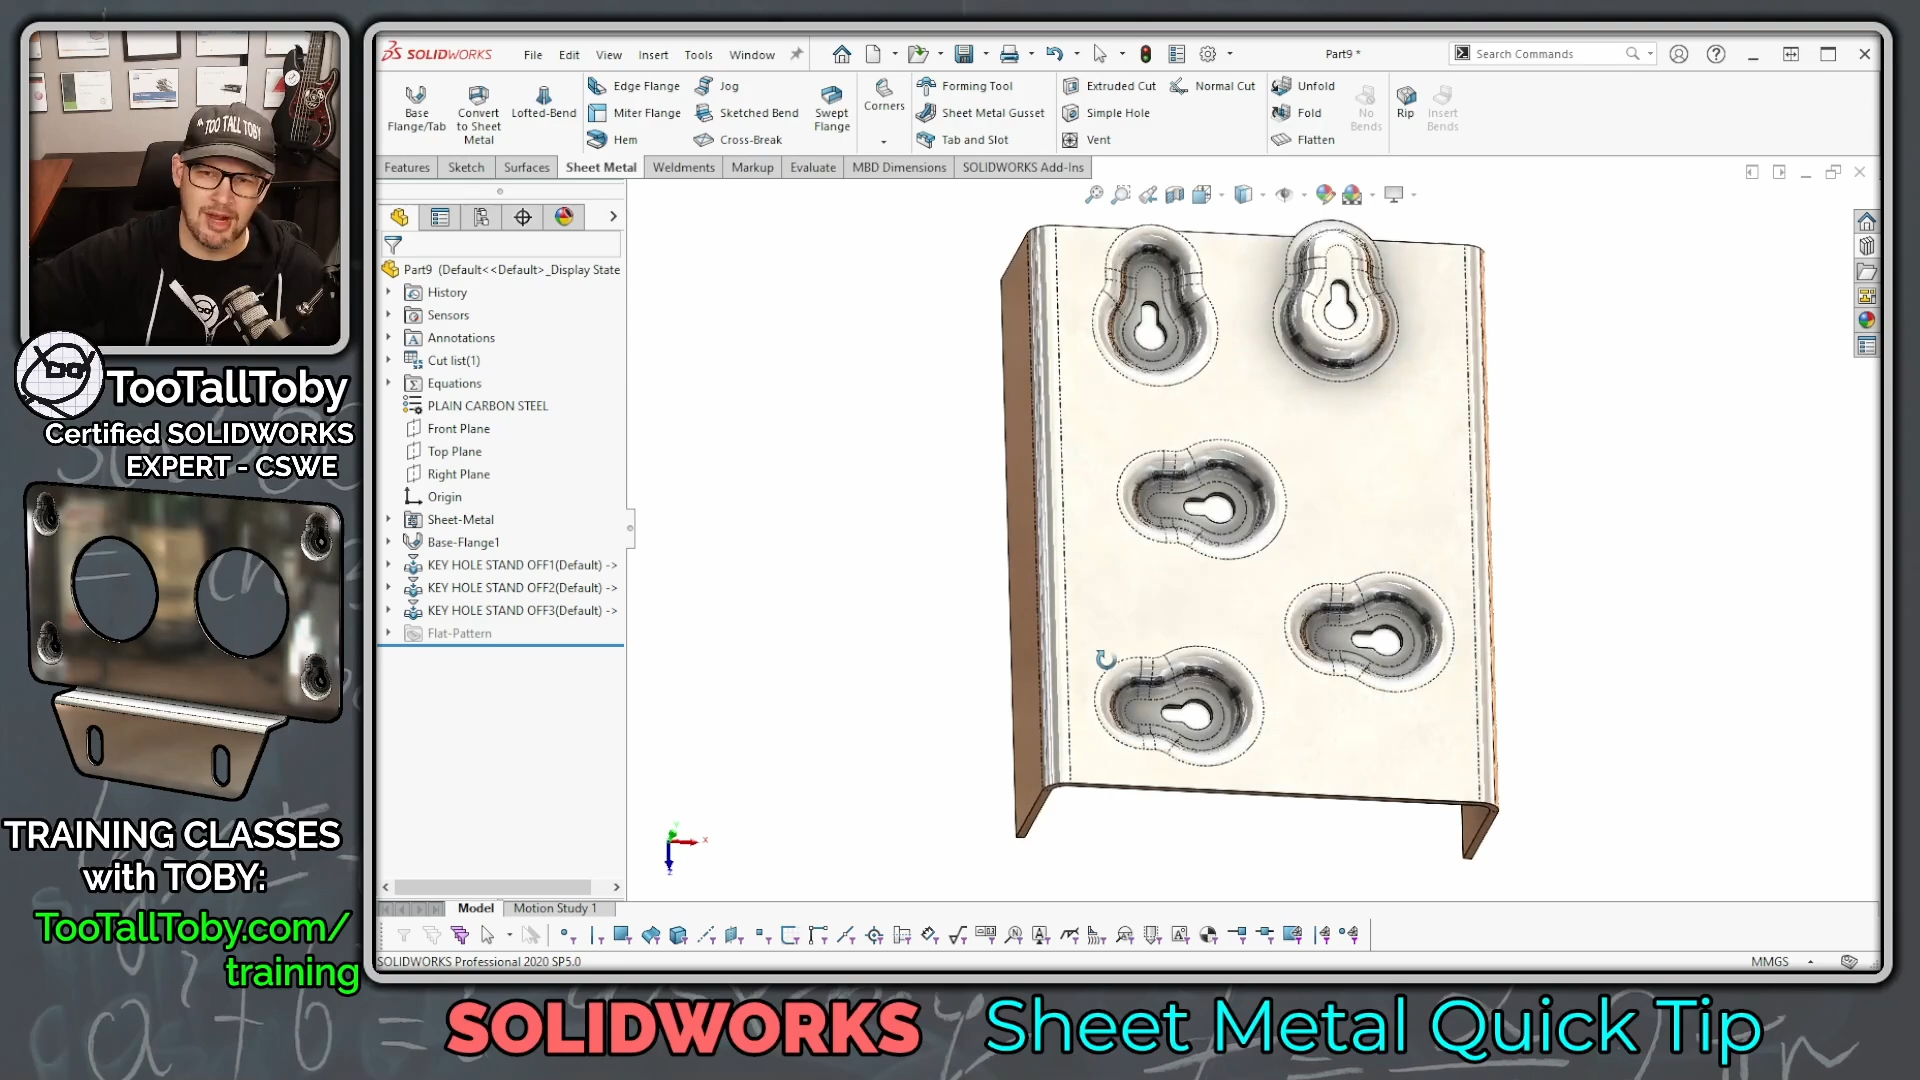 SOLIDWORKS
File Edit View Insert Tools Window
Part9 *
Search Commands
Base Flange/Tab
Convert to Sheet Metal
Lofted-Bend
Edge Flange
Miter Flange
Hem
Jog
Sketched Bend
Cross-Break
Swept Flange
Corners
Forming Tool
Sheet Metal Gusset
Tab and Slot
Extruded Cut
Simple Hole
Vent
Normal Cut
Unfold
Fold
Flatten
No Bends
Rip
Insert Bends
Features Sketch Surfaces Sheet Metal Weldments Markup Evaluate MBD Dimensions SOLIDWORKS Add-Ins
Part9 (Default<<Default>_Display State
History
Sensors
Annotations
Cut list(1)
Equations
PLAIN CARBON STEEL
Front Plane
Top Plane
Right Plane
Origin
Sheet-Metal
Base-Flange1
KEY HOLE STAND OFF1(Default) ->
KEY HOLE STAND OFF2(Default) ->
KEY HOLE STAND OFF3(Default) ->
Flat-Pattern
Model Motion Study 1
SOLIDWORKS Professional 2020 SP5.0
MMGS
"TOO TALL TOBY
TooTallToby
Certified SOLIDWORKS
EXPERT - CSWE
TRAINING CLASSES
with TOBY:
TooTallToby.com/
training
SOLIDWORKS Sheet Metal Quick Tip